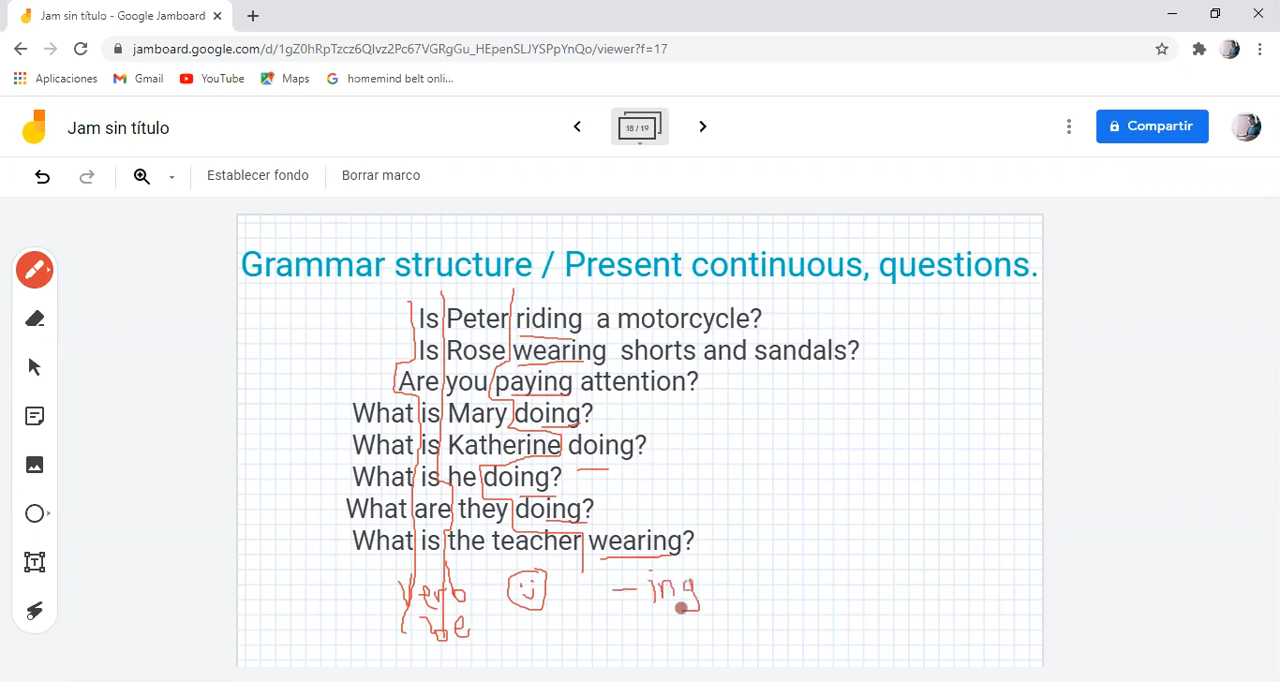 Jam sin título - Google Jamboard
jamboard.google.com/d/1gZ0hRpTzcz6QIvz2Pc67VGRgGu_HEpenSLJYSPpYnQo/viewer?f=17
Aplicaciones Gmail YouTube Maps homemind belt onli...
Jam sin título
18 / 19
Compartir
Establecer fondo Borrar marco
Grammar structure / Present continuous, questions.
Is Peter riding a motorcycle?
Is Rose wearing shorts and sandals?
Are you paying attention?
What is Mary doing?
What is Katherine doing?
What is he doing?
What are they doing?
What is the teacher wearing?
Verb - ing